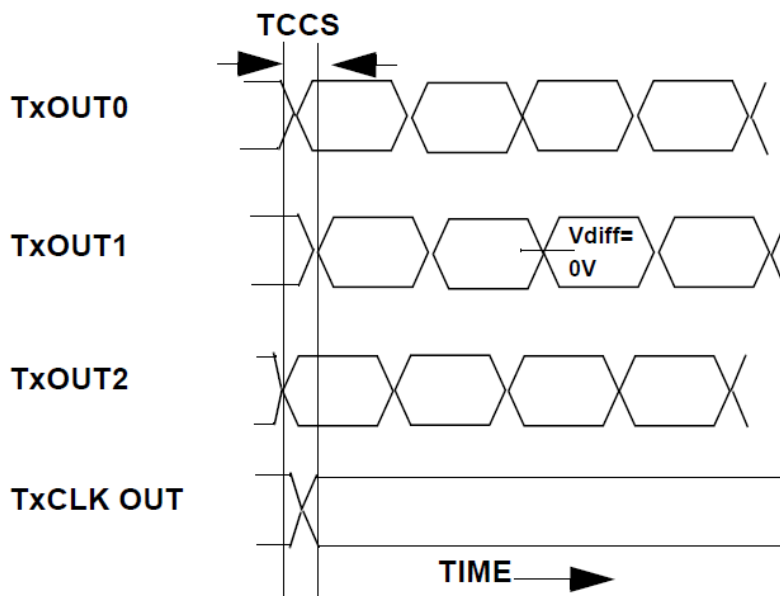 TCCS
TxOUT0
TxOUT1
Vdiff=
0V
TxOUT2
TxCLK OUT
TIME